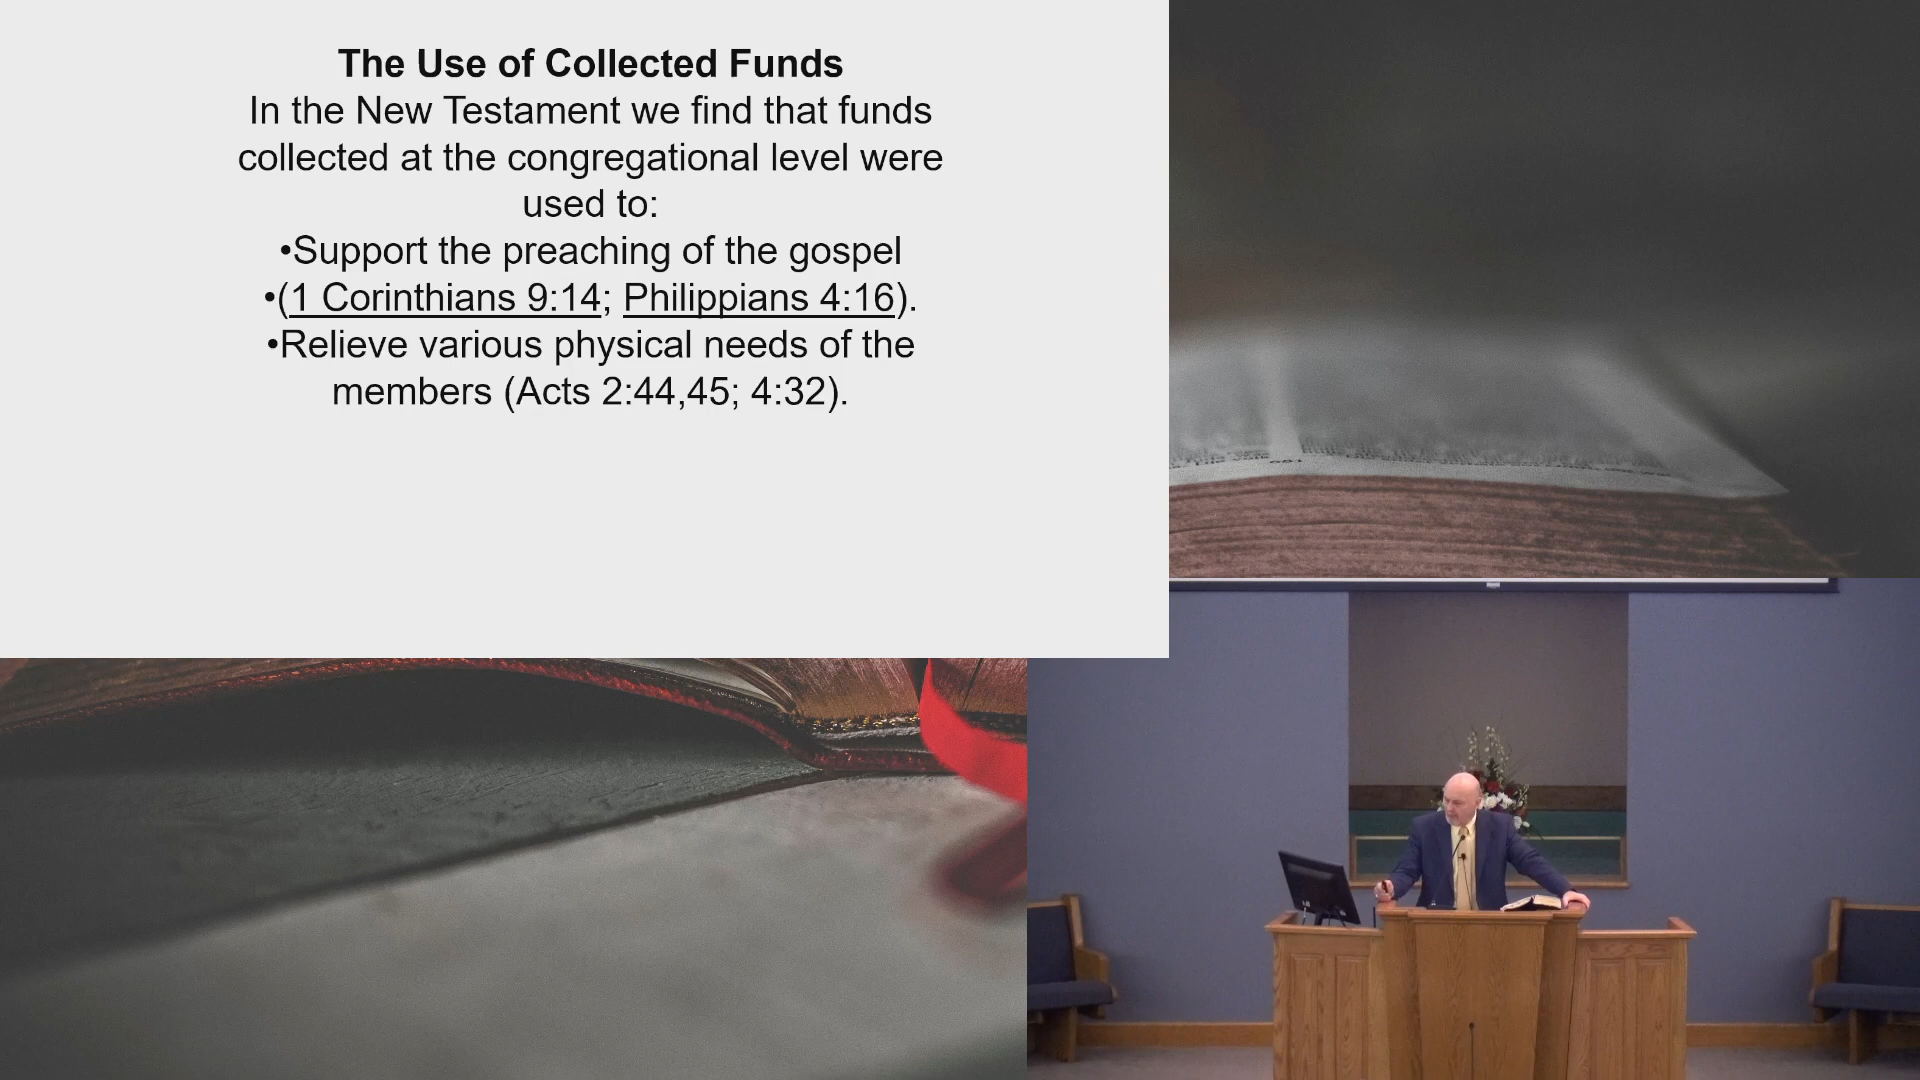 The Use of Collected Funds
In the New Testament we find that funds
collected at the congregational level were
used to:
•Support the preaching of the gospel
•(1 Corinthians 9:14; Philippians 4:16).
•Relieve various physical needs of the
members (Acts 2:44,45; 4:32).